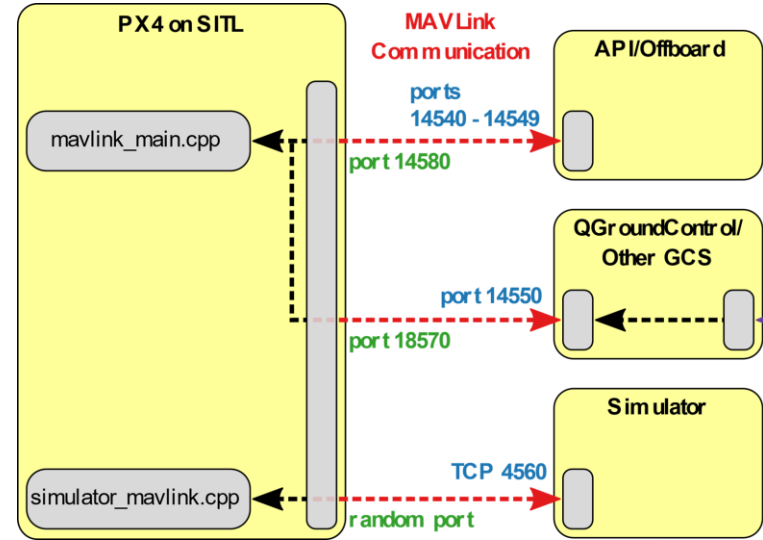 PX4 on SITL
MAVLink
Communication
API/Offboard
ports
14540 - 14549
mavlink_main.cpp
port 14580
QGroundControl/
Other GCS
port 14550
port 18570
Simulator
TCP 4560
simulator_mavlink.cpp
random port